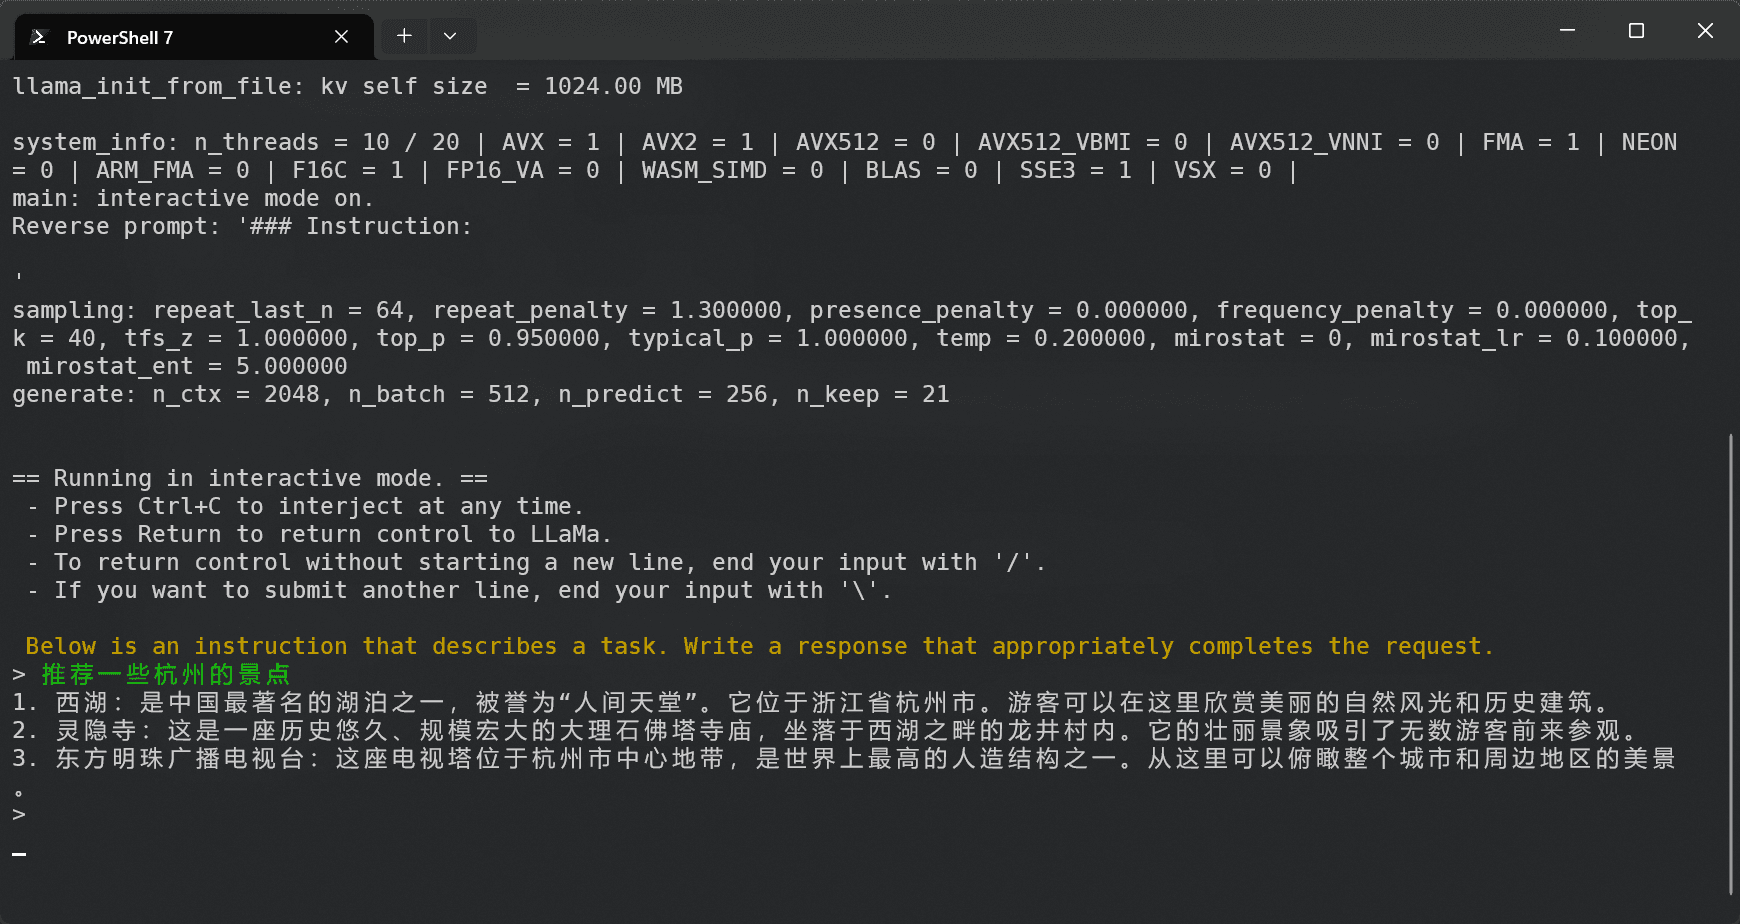 PowerShell 7
llama_init_from_file: kv self size  = 1024.00 MB
system_info: n_threads = 10 / 20 | AVX = 1 | AVX2 = 1 | AVX512 = 0 | AVX512_VBMI = 0 | AVX512_VNNI = 0 | FMA = 1 | NEON
= 0 | ARM_FMA = 0 | F16C = 1 | FP16_VA = 0 | WASM_SIMD = 0 | BLAS = 0 | SSE3 = 1 | VSX = 0 |
main: interactive mode on.
Reverse prompt: '### Instruction:
'
sampling: repeat_last_n = 64, repeat_penalty = 1.300000, presence_penalty = 0.000000, frequency_penalty = 0.000000, top_
k = 40, tfs_z = 1.000000, top_p = 0.950000, typical_p = 1.000000, temp = 0.200000, mirostat = 0, mirostat_lr = 0.100000,
 mirostat_ent = 5.000000
generate: n_ctx = 2048, n_batch = 512, n_predict = 256, n_keep = 21
== Running in interactive mode. ==
 - Press Ctrl+C to interject at any time.
 - Press Return to return control to LLaMa.
 - To return control without starting a new line, end your input with '/'.
 - If you want to submit another line, end your input with '\'.
 Below is an instruction that describes a task. Write a response that appropriately completes the request.
> 推荐一些杭州的景点
1. 西湖：是中国最著名的湖泊之一，被誉为“人间天堂”。它位于浙江省杭州市。游客可以在这里欣赏美丽的自然风光和历史建筑。
2. 灵隐寺：这是一座历史悠久、规模宏大的大理石佛塔寺庙，坐落于西湖之畔的龙井村内。它的壮丽景象吸引了无数游客前来参观。
3. 东方明珠广播电视台：这座电视塔位于杭州市中心地带，是世界上最高的人造结构之一。从这里可以俯瞰整个城市和周边地区的美景
。
>